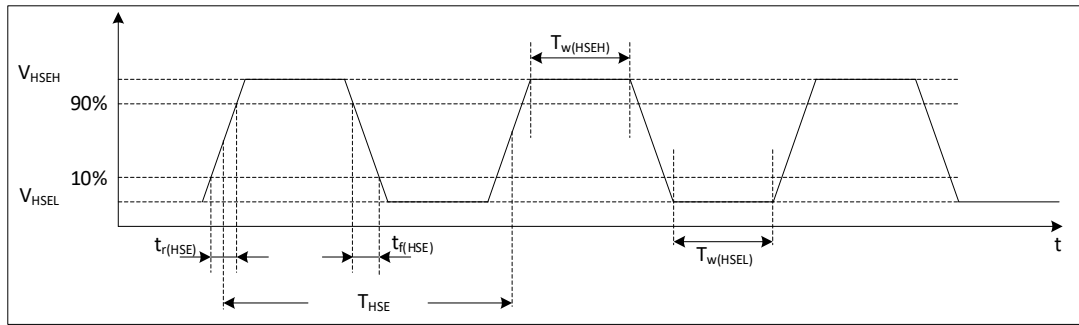 T_w(HSEH)
V_HSEH
90%
10%
V_HSEL
t_r(HSE)
t_f(HSE)
T_w(HSEL)
t
T_HSE